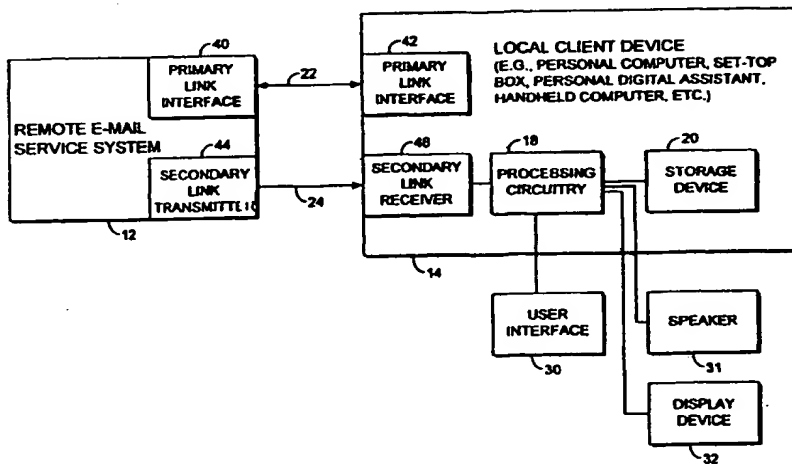 40
PRIMARY
LINK
INTERFACE
22
42
PRIMARY
LINK
INTERFACE
LOCAL CLIENT DEVICE
(E.G., PERSONAL COMPUTER, SET-TOP
BOX, PERSONAL DIGITAL ASSISTANT,
HANDHELD COMPUTER, ETC.)
REMOTE E-MAIL
SERVICE SYSTEM
44
SECONDARY
LINK
TRANSMITTER
12
24
48
SECONDARY
LINK
RECEIVER
18
PROCESSING
CIRCUITRY
20
STORAGE
DEVICE
14
USER
INTERFACE
30
SPEAKER
31
DISPLAY
DEVICE
32